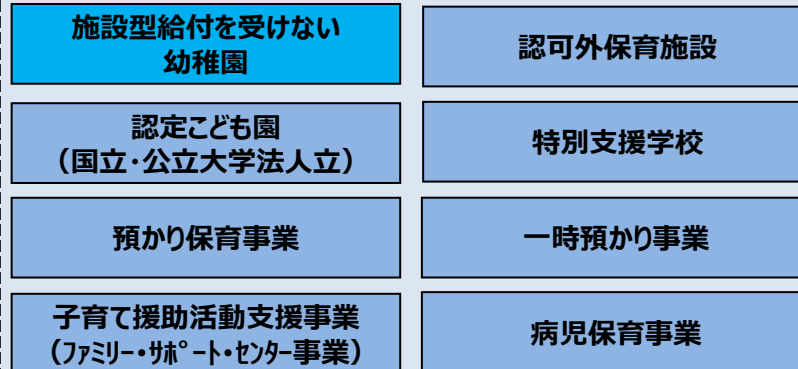 施設型給付を受けない
幼稚園
認可外保育施設
認定こども園
（国立・公立大学法人立）
特別支援学校
預かり保育事業
一時預かり事業
子育て援助活動支援事業
（ﾌｧﾐﾘｰ・ｻﾎﾟｰﾄ・ｾﾝﾀｰ事業）
病児保育事業